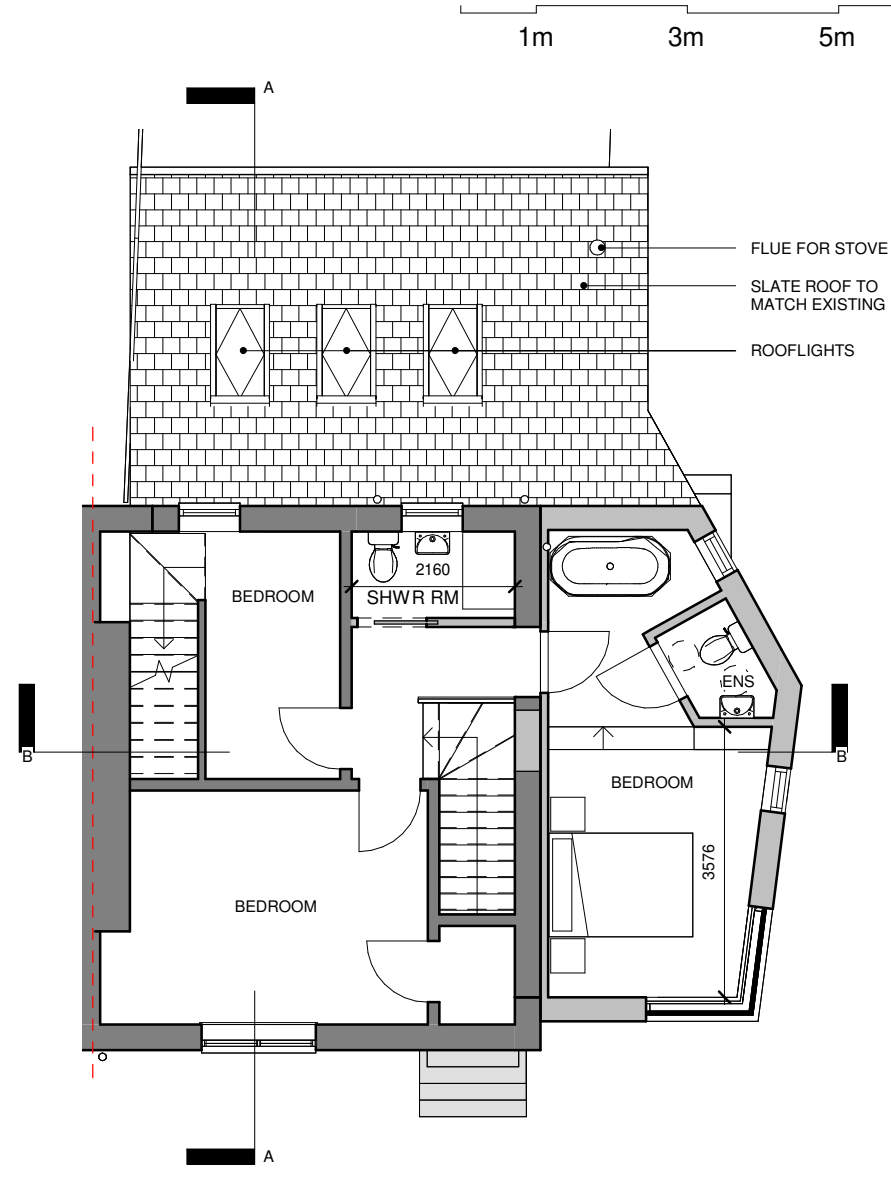 1m 3m 5m
A
FLUE FOR STOVE
SLATE ROOF TO
MATCH EXISTING
ROOFLIGHTS
2160
BEDROOM
SHWR RM
ENS
B
B
BEDROOM
3576
BEDROOM
A